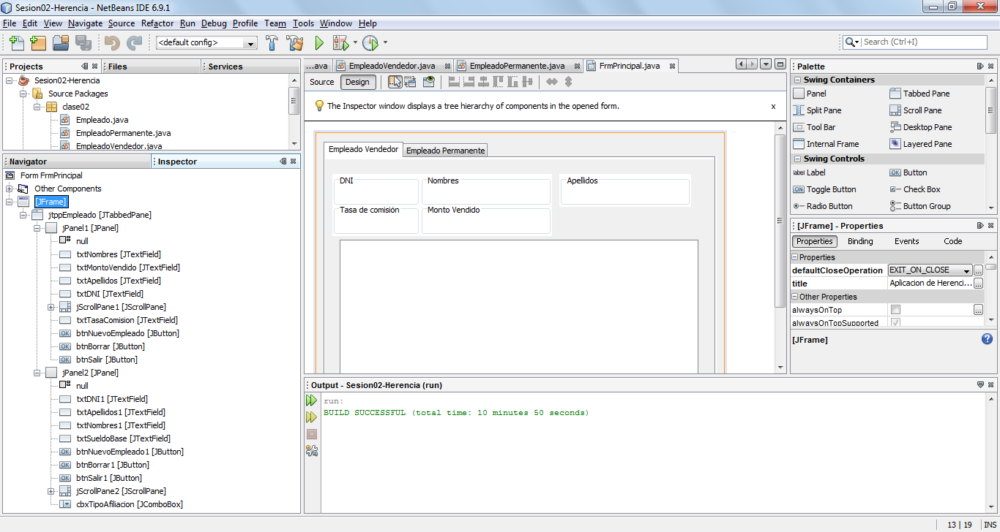 Sesion02-Herencia - NetBeans IDE 6.9.1
File Edit View Navigate Source Refactor Run Debug Profile Team Tools Window Help
<default config>
Search (Ctrl+I)
Projects Files Services
Sesion02-Herencia
Source Packages
clase02
Empleado.java
EmpleadoPermanente.java
EmpleadoVendedor.java
Navigator Inspector
Form FrmPrincipal
Other Components
[JFrame]
jtppEmpleado [JTabbedPane]
jPanel1 [JPanel]
null
txtNombres [JTextField]
txtMontoVendido [JTextField]
txtApellidos [JTextField]
txtDNI [JTextField]
jScrollPane1 [JScrollPane]
txtTasaComision [JTextField]
btnNuevoEmpleado [JButton]
btnBorrar [JButton]
btnSalir [JButton]
jPanel2 [JPanel]
null
txtDNI1 [JTextField]
txtApellidos1 [JTextField]
txtNombres1 [JTextField]
txtSueldoBase [JTextField]
btnNuevoEmpleado1 [JButton]
btnBorrar1 [JButton]
btnSalir1 [JButton]
jScrollPane2 [JScrollPane]
cbxTipoAfiliacion [JComboBox]
...ava EmpleadoVendedor.java EmpleadoPermanente.java FrmPrincipal.java
Source Design
The Inspector window displays a tree hierarchy of components in the opened form. x
Empleado Vendedor Empleado Permanente
DNI Nombres Apellidos
Tasa de comisión Monto Vendido
Output - Sesion02-Herencia (run)
run:
BUILD SUCCESSFUL (total time: 10 minutes 50 seconds)
Palette
Swing Containers
Panel Tabbed Pane
Split Pane Scroll Pane
Tool Bar Desktop Pane
Internal Frame Layered Pane
Swing Controls
label Label OK Button
ON Toggle Button Check Box
Radio Button Button Group
[JFrame] - Properties
Properties Binding Events Code
Properties
defaultCloseOperation EXIT_ON_CLOSE ...
title Aplicacion de Herenci... ...
Other Properties
alwaysOnTop ...
alwaysOnTopSupported
[JFrame]
13 | 19 INS